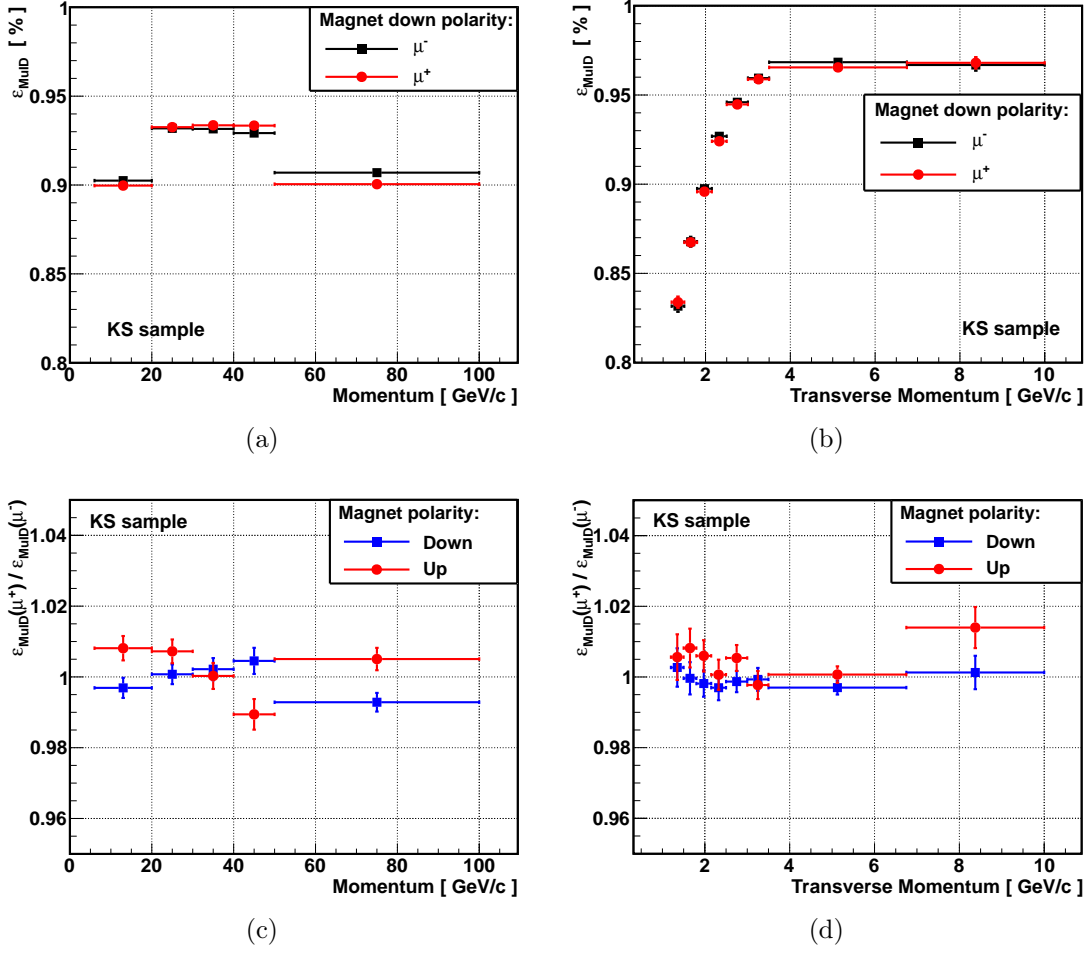 ε_MuID [ % ]
1
0.95
0.9
0.85
0.8
Magnet down polarity:
μ-
μ+
KS sample
0 20 40 60 80 100
Momentum [ GeV/c ]
(a)
ε_MuID [ % ]
1
0.95
0.9
0.85
0.8
Magnet down polarity:
μ-
μ+
KS sample
2 4 6 8 10
Transverse Momentum [ GeV/c ]
(b)
ε_MuID(μ+) / ε_MuID(μ-)
1.04
1.02
1
0.98
0.96
KS sample
Magnet polarity:
Down
Up
0 20 40 60 80 100
Momentum [ GeV/c ]
(c)
ε_MuID(μ+) / ε_MuID(μ-)
1.04
1.02
1
0.98
0.96
KS sample
Magnet polarity:
Down
Up
2 4 6 8 10
Transverse Momentum [ GeV/c ]
(d)